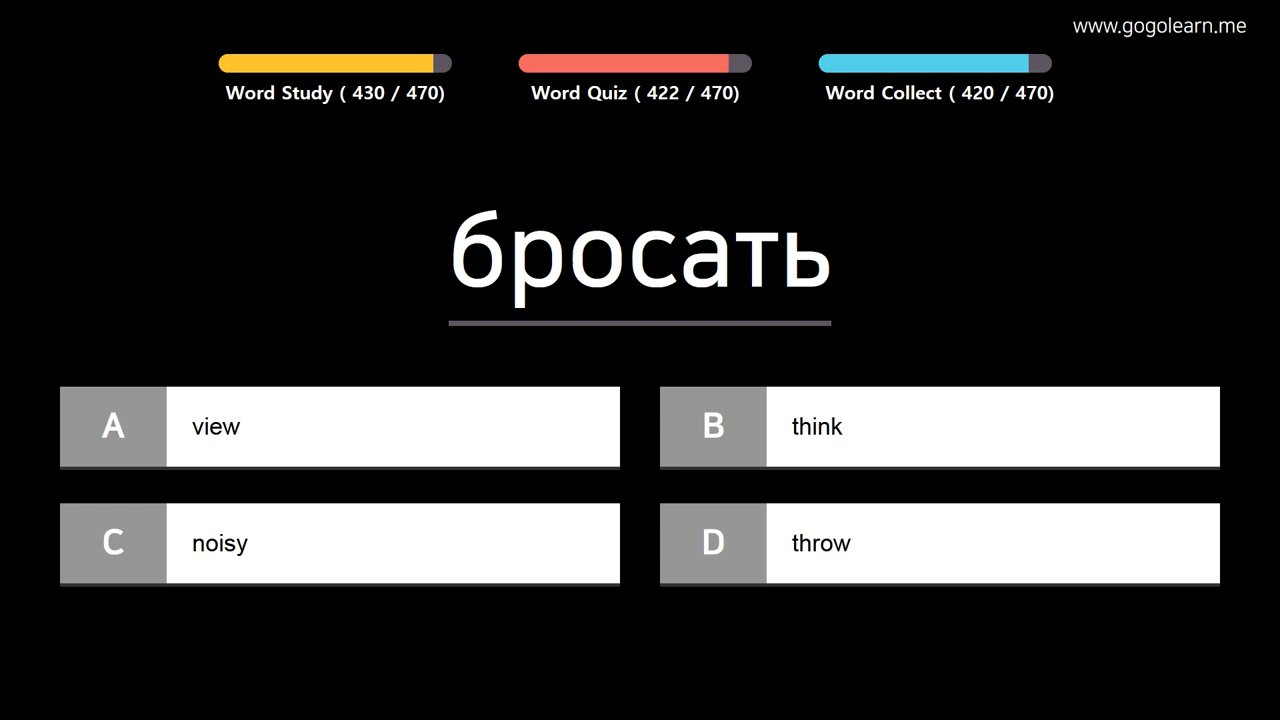 www.gogolearn.me
Word Study ( 430 / 470)
Word Quiz ( 422 / 470)
Word Collect ( 420 / 470)
бросать
A view
B think
C noisy
D throw